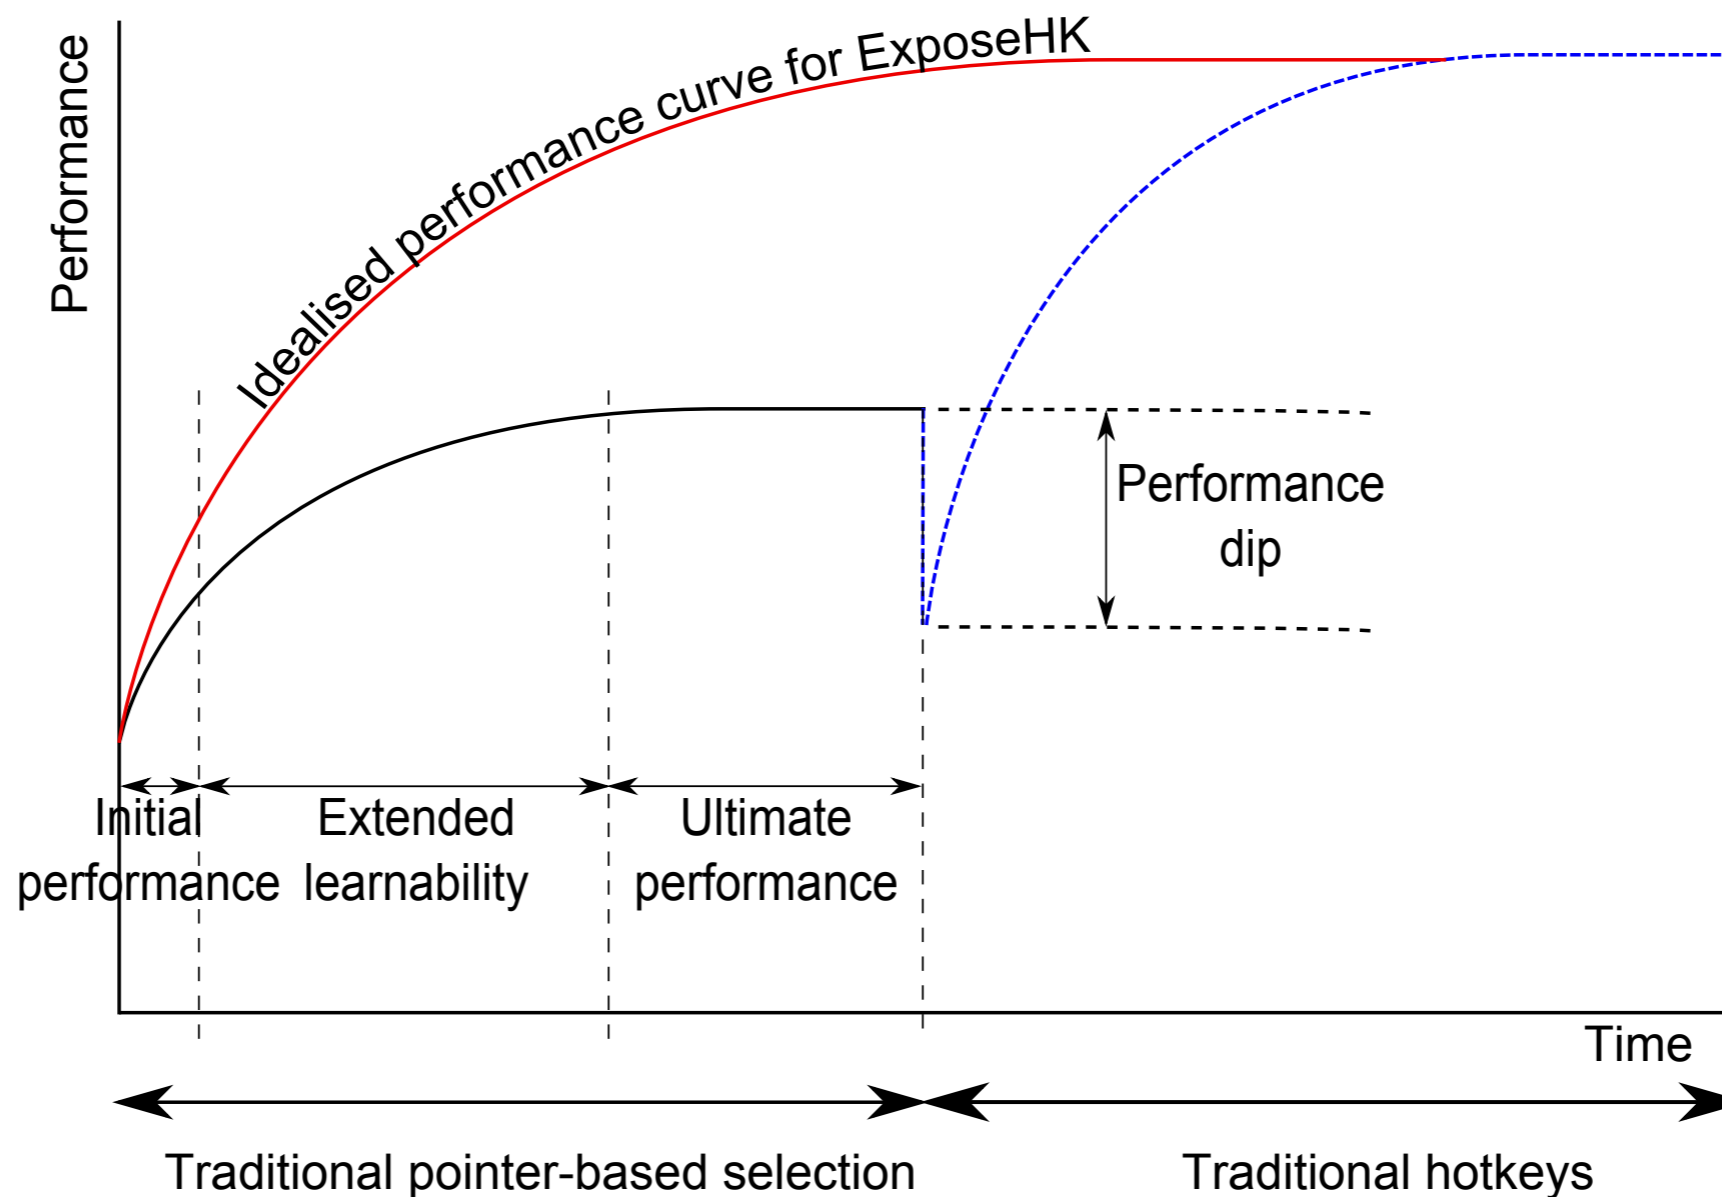 Performance
Idealised performance curve for ExposeHK
Performance
dip
Initial
performance
Extended
learnability
Ultimate
performance
Time
Traditional pointer-based selection
Traditional hotkeys